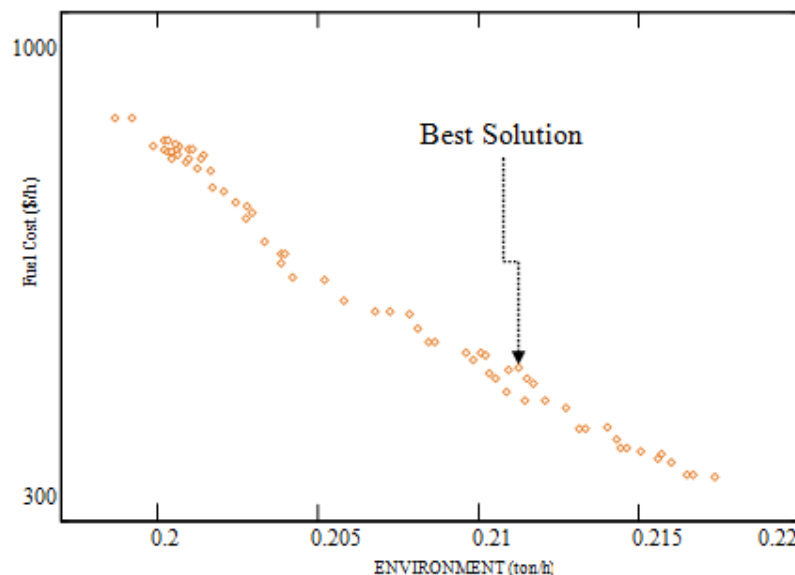 1000
Best Solution
Fuel Cost ($/h)
300
0.2 0.205 0.21 0.215 0.22
ENVIRONMENT (ton/h)